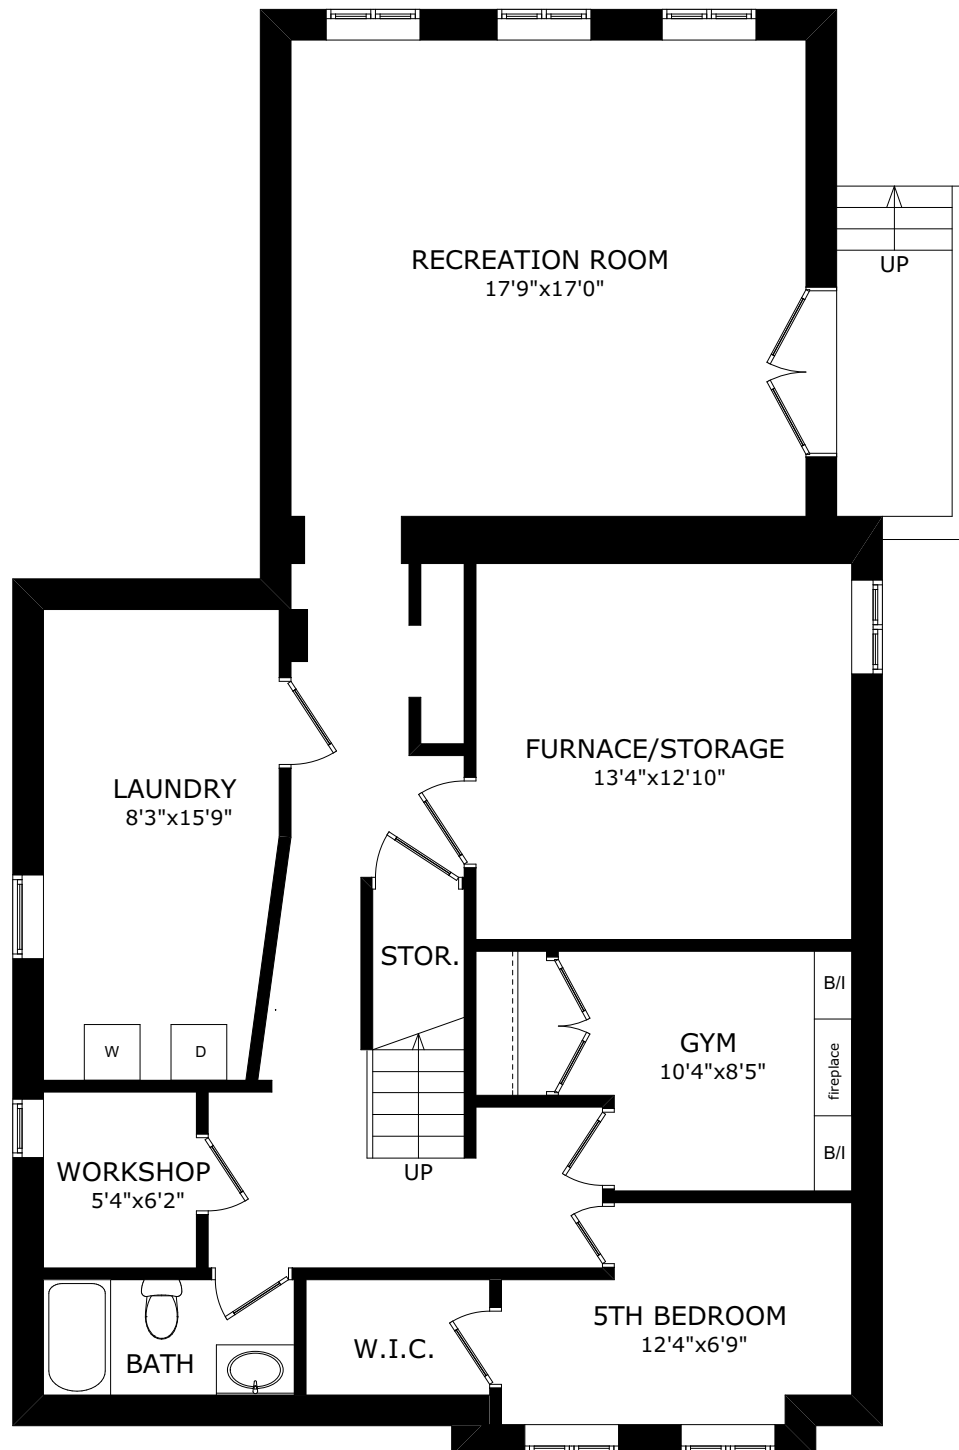 RECREATION ROOM
17'9"x17'0"
UP
FURNACE/STORAGE
13'4"x12'10"
LAUNDRY
8'3"x15'9"
STOR.
B/I
GYM
10'4"x8'5"
fireplace
W
D
B/I
WORKSHOP
5'4"x6'2"
UP
5TH BEDROOM
12'4"x6'9"
W.I.C.
BATH